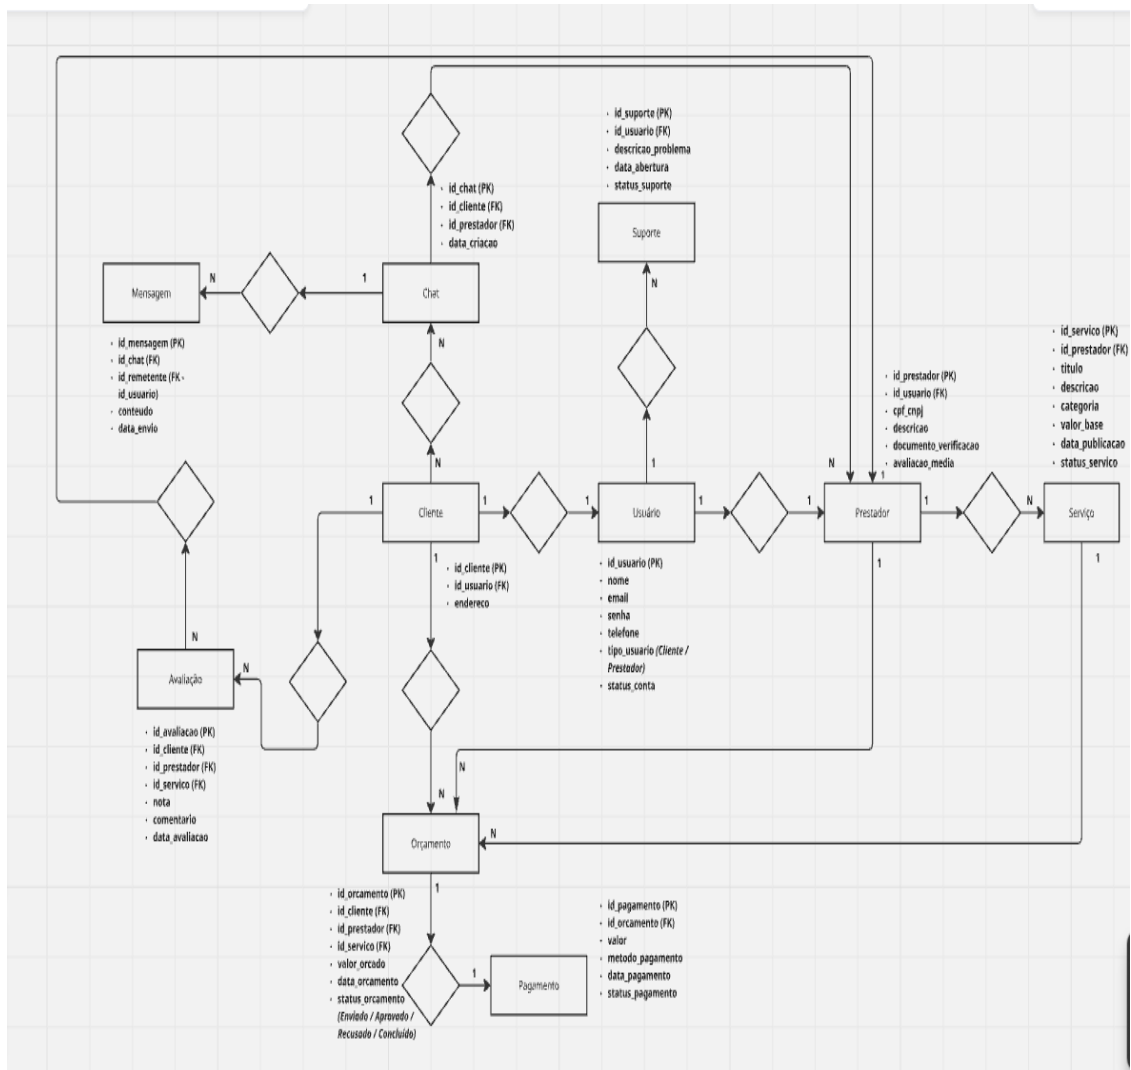 · id_suporte (PK)
· id_usuario (FK)
· descricao_problema
· data_abertura
· status_suporte
Suporte
N
1
· id_chat (PK)
· id_cliente (FK)
· id_prestador (FK)
· data_criacao
Chat
1
N
Mensagem
· id_mensagem (PK)
· id_chat (FK)
· id_remetente (FK -
id_usuario)
· conteudo
· data_envio
N
N
1
Cliente
1
1
· id_cliente (PK)
· id_usuario (FK)
· endereco
1
Usuário
1
· id_usuario (PK)
· nome
· email
· senha
· telefone
· tipo_usuario (Cliente /
Prestador)
· status_conta
· id_prestador (PK)
· id_usuario (FK)
· cpf_cnpj
· descricao
· documento_verificacao
· avaliacao_media
N
1
1
Prestador
1
1
· id_servico (PK)
· id_prestador (FK)
· titulo
· descricao
· categoria
· valor_base
· data_publicacao
· status_servico
N
Serviço
1
N
Avaliação
N
· id_avaliacao (PK)
· id_cliente (FK)
· id_prestador (FK)
· id_servico (FK)
· nota
· comentario
· data_avaliacao
N
N
N
Orçamento
1
· id_orcamento (PK)
· id_cliente (FK)
· id_prestador (FK)
· id_servico (FK)
· valor_orcado
· data_orcamento
· status_orcamento
(Enviado / Aprovado /
Recusado / Concluído)
1
Pagamento
· id_pagamento (PK)
· id_orcamento (FK)
· valor
· metodo_pagamento
· data_pagamento
· status_pagamento